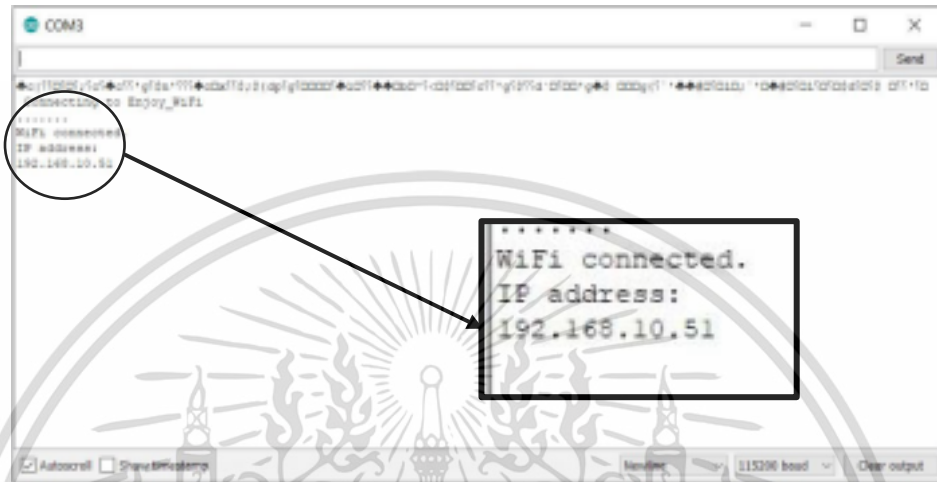 COM3
Send
Connecting to Enjoy_WiFi
.......
WiFi connected.
IP address:
192.168.10.51
.......
WiFi connected.
IP address:
192.168.10.51
Autoscroll Show timestamp Newline 115200 baud Clear output